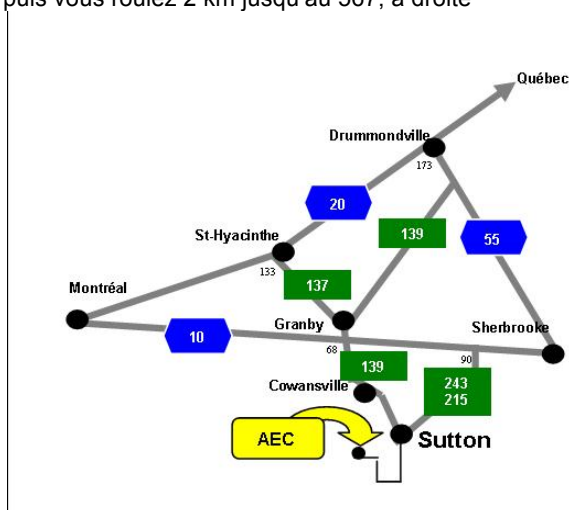 puis vous roulez 2 km jusqu'au 567, à droite
Québec
Drummondville
173
20
St-Hyacinthe
139
55
133
137
Montréal
Granby
Sherbrooke
10
68
90
139
Cowansville
243
215
AEC
Sutton